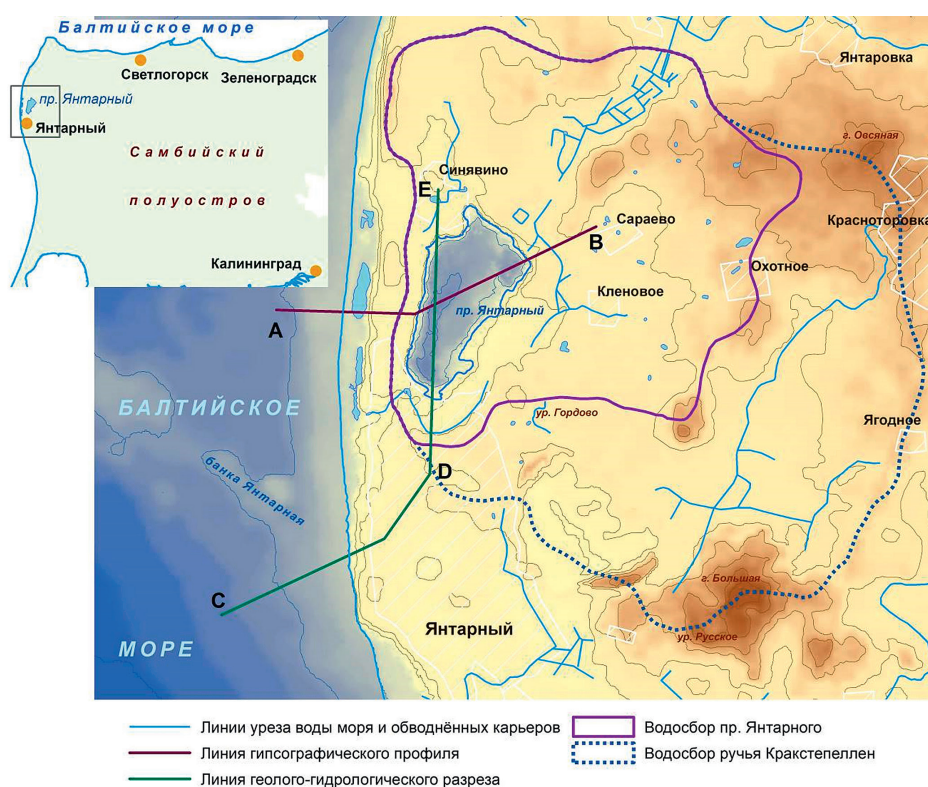 Балтийское море
Светлогорск
Зеленоградск
пр. Янтарный
Янтарный
Самбийский
полуостров
Калининград
Янтаровка
г. Овсяная
Синявино
E
Сараево
B
Красноторовка
Охотное
Кленовое
пр. Янтарный
A
БАЛТИЙСКОЕ
ур. Гордово
Ягодное
банка Янтарная
D
г. Большая
C
Янтарный
ур. Русское
МОРЕ
Линии уреза воды моря и обводнённых карьеров
Водосбор пр. Янтарного
Линия гипсографического профиля
Водосбор ручья Кракстепеллен
Линия геолого-гидрологического разреза